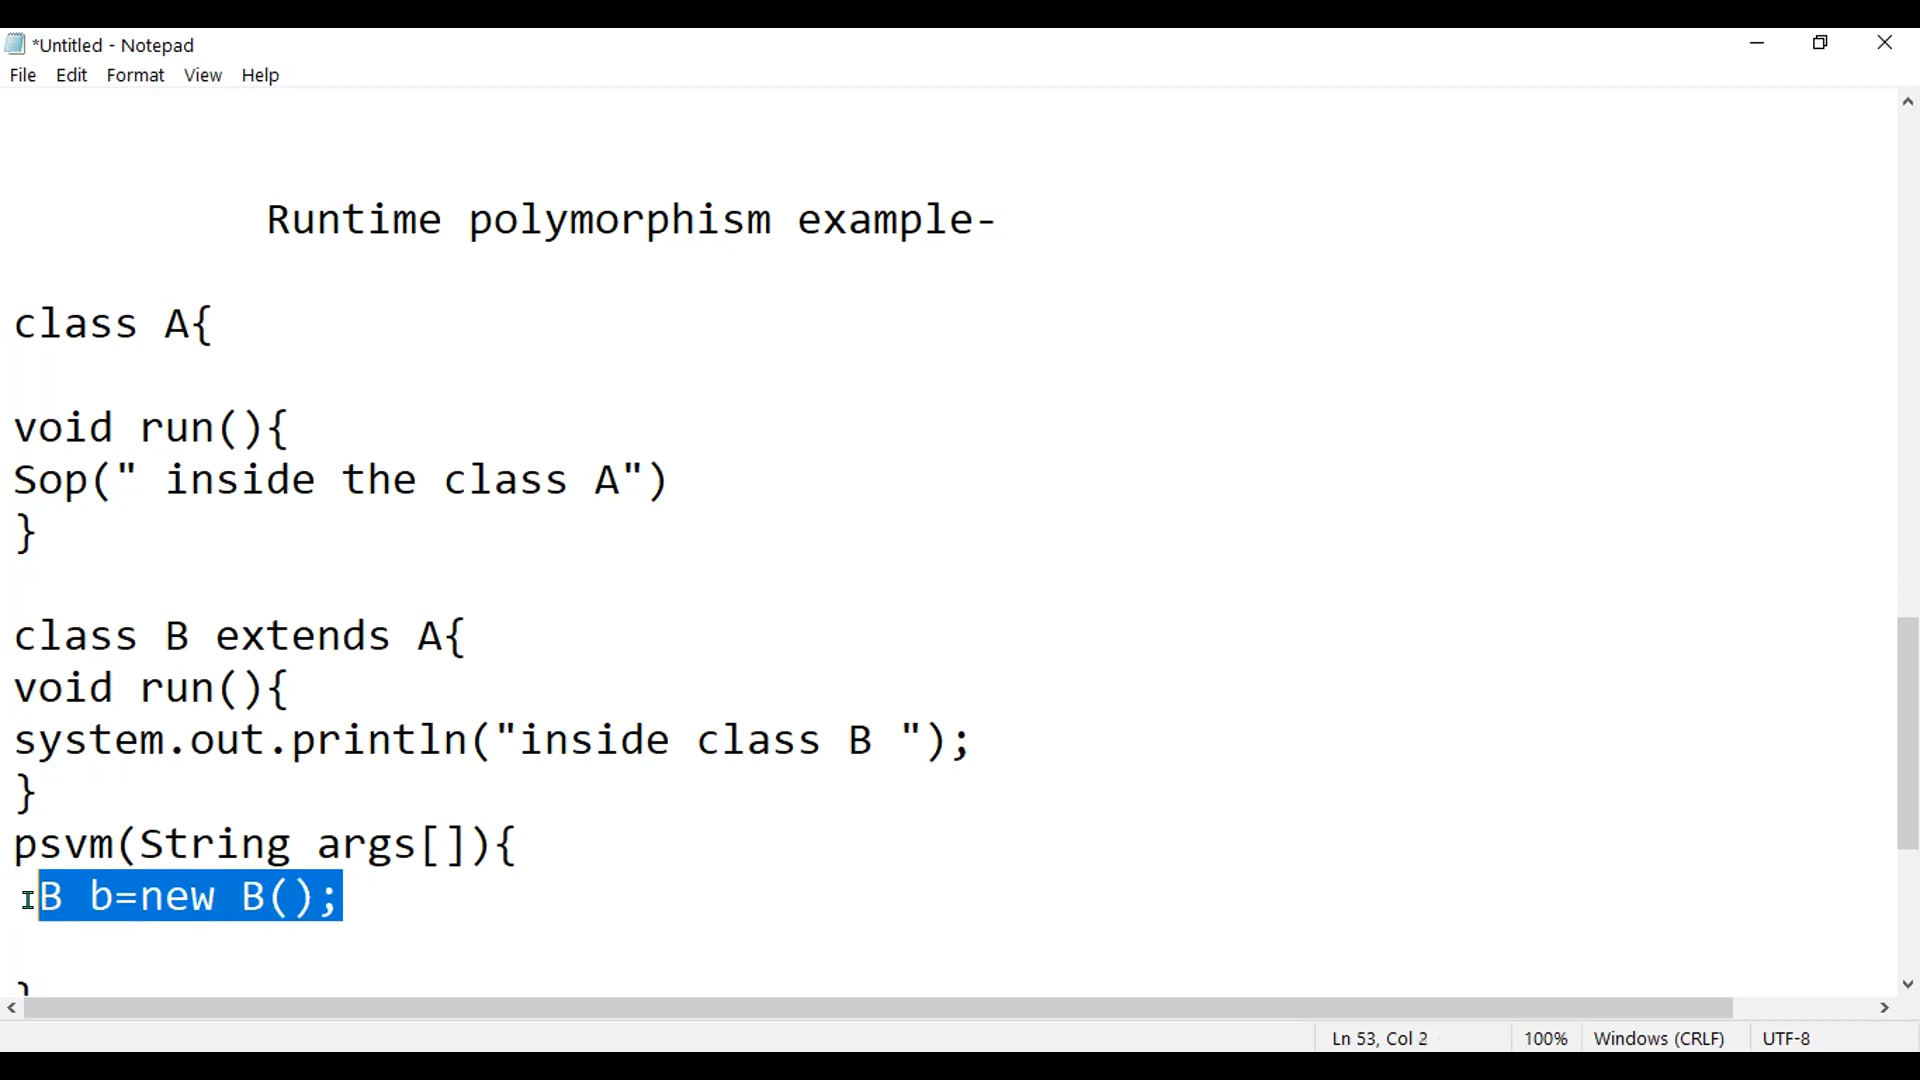 *Untitled - Notepad
File Edit Format View Help
Runtime polymorphism example-
class A{
void run(){
Sop(" inside the class A")
}
class B extends A{
void run(){
system.out.println("inside class B ");
}
psvm(String args[]){
B b=new B();
}
Ln 53, Col 2 100% Windows (CRLF) UTF-8